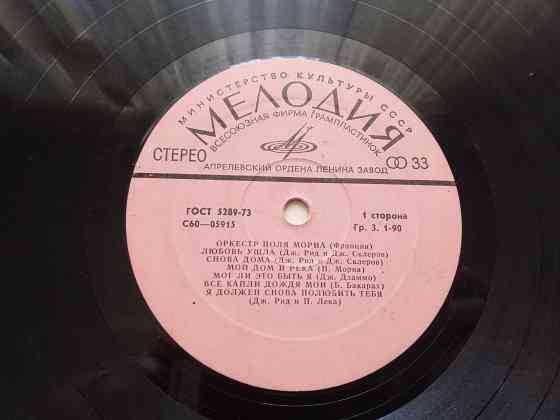 МИНИСТЕРСТВО КУЛЬТУРЫ СССР
МЕЛОДИЯ
ВСЕСОЮЗНАЯ ФИРМА ГРАМПЛАСТИНОК
СТЕРЕО
33
АПРЕЛЕВСКИЙ ОРДЕНА ЛЕНИНА ЗАВОД
ГОСТ 5289-73
1 сторона
С60—05915
Гр. 3. 1-90
ОРКЕСТР ПОЛЯ МОРИА (Франция)
ЛЮБОВЬ УШЛА (Дж. Рид и Дж. Скляров)
СНОВА ДОМА (Дж. Рид и Дж. Скляров)
МОЙ ДОМ И РЕКА (П. Мориа)
МОГ ЛИ ЭТО БЫТЬ Я (Дж. Даммо)
ВСЕ КАПЛИ ДОЖДЯ МОИ (Б. Бакарах)
Я ДОЛЖЕН СНОВА ПОЛЮБИТЬ ТЕБЯ
(Дж. Рид и П. Лека)